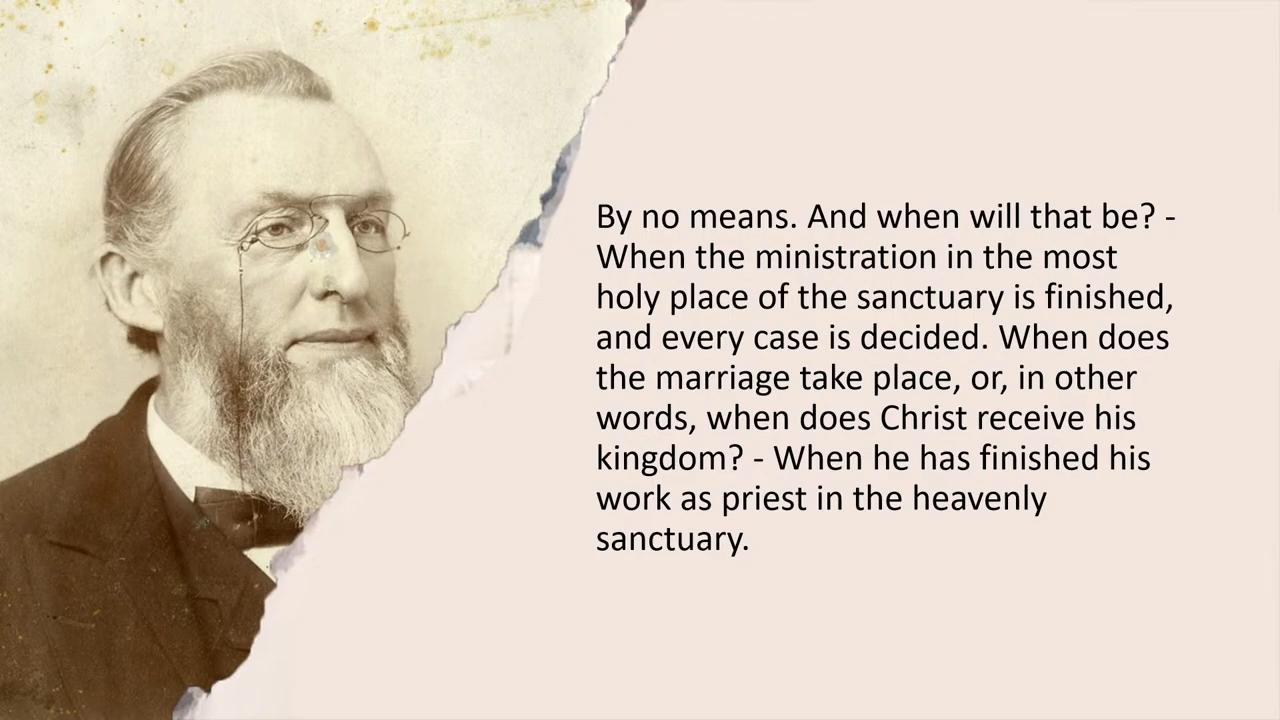 By no means. And when will that be? -
When the ministration in the most
holy place of the sanctuary is finished,
and every case is decided. When does
the marriage take place, or, in other
words, when does Christ receive his
kingdom? - When he has finished his
work as priest in the heavenly
sanctuary.